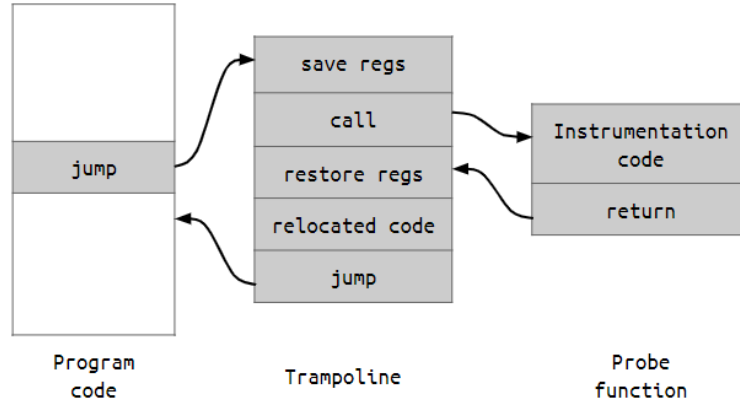 save regs
call
Instrumentation
code
jump
restore regs
return
relocated code
jump
Program
code
Trampoline
Probe
function